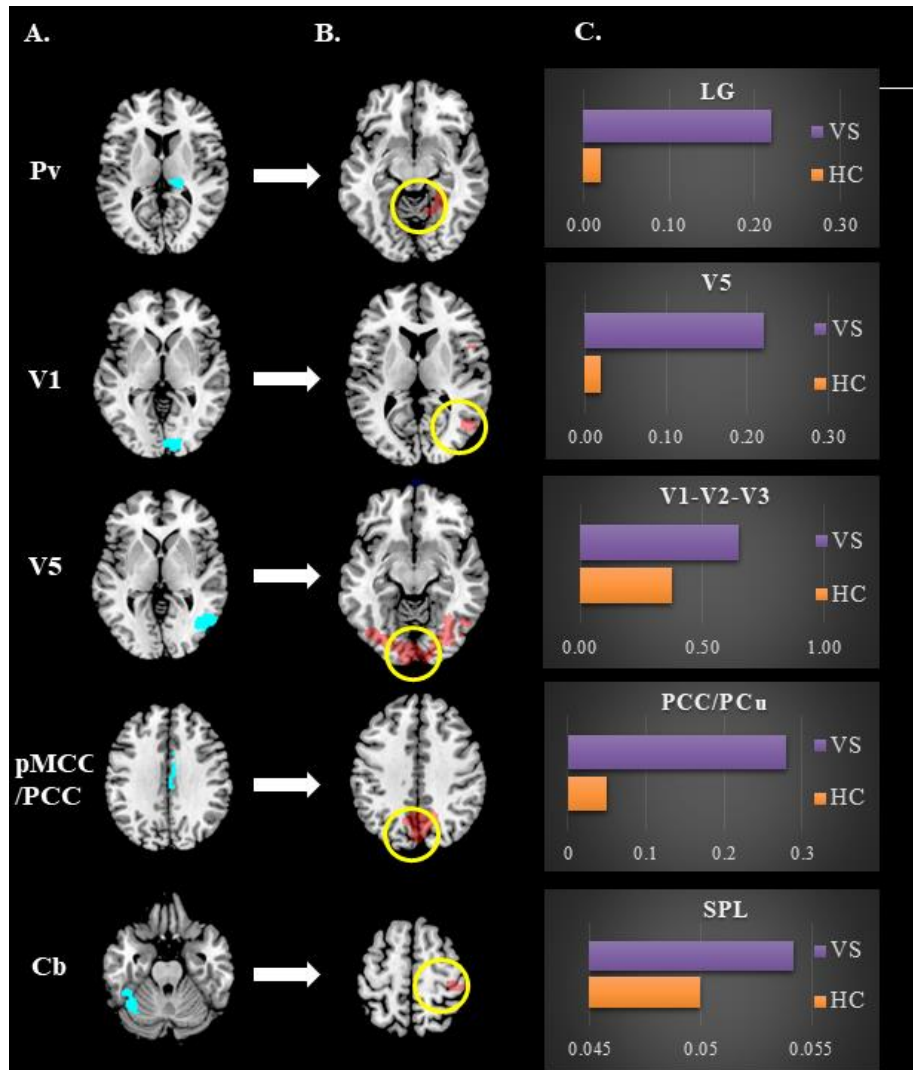 A.
B.
C.
Pv
LG
VS
HC
0.00 0.10 0.20 0.30
V1
V5
VS
HC
0.00 0.10 0.20 0.30
V5
V1-V2-V3
VS
HC
0.00 0.50 1.00
pMCC
/PCC
PCC/PCu
VS
HC
0 0.1 0.2 0.3
Cb
SPL
VS
HC
0.045 0.05 0.055